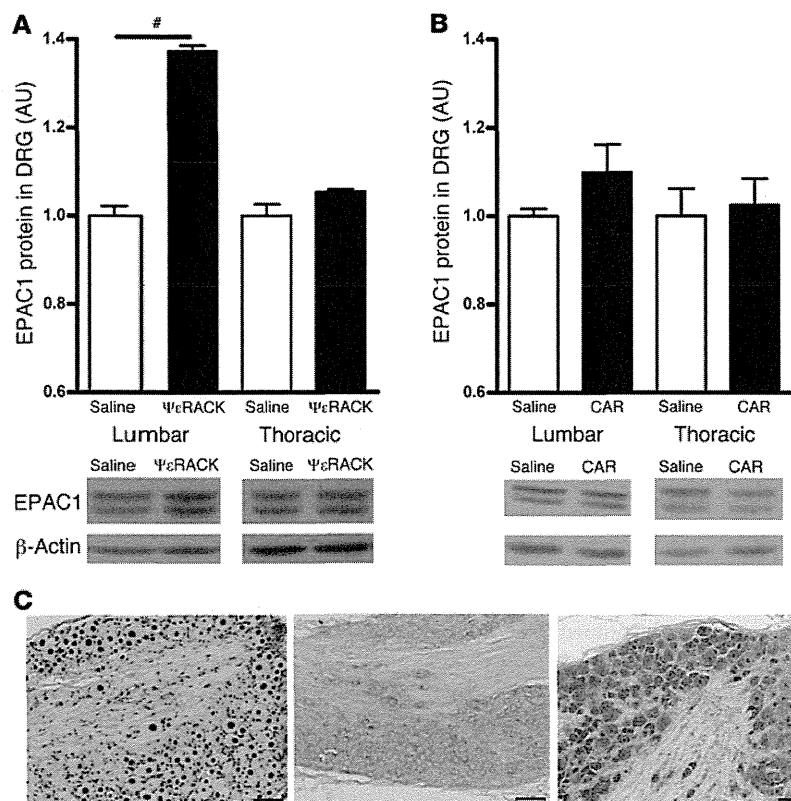 A
#
EPAC1 protein in DRG (AU)
1.4
1.2
1.0
0.8
0.6
Saline ΨεRACK Saline ΨεRACK
Lumbar Thoracic
Saline ΨεRACK Saline ΨεRACK
EPAC1
β-Actin
B
EPAC1 protein in DRG (AU)
1.4
1.2
1.0
0.8
0.6
Saline CAR Saline CAR
Lumbar Thoracic
Saline CAR Saline CAR
C